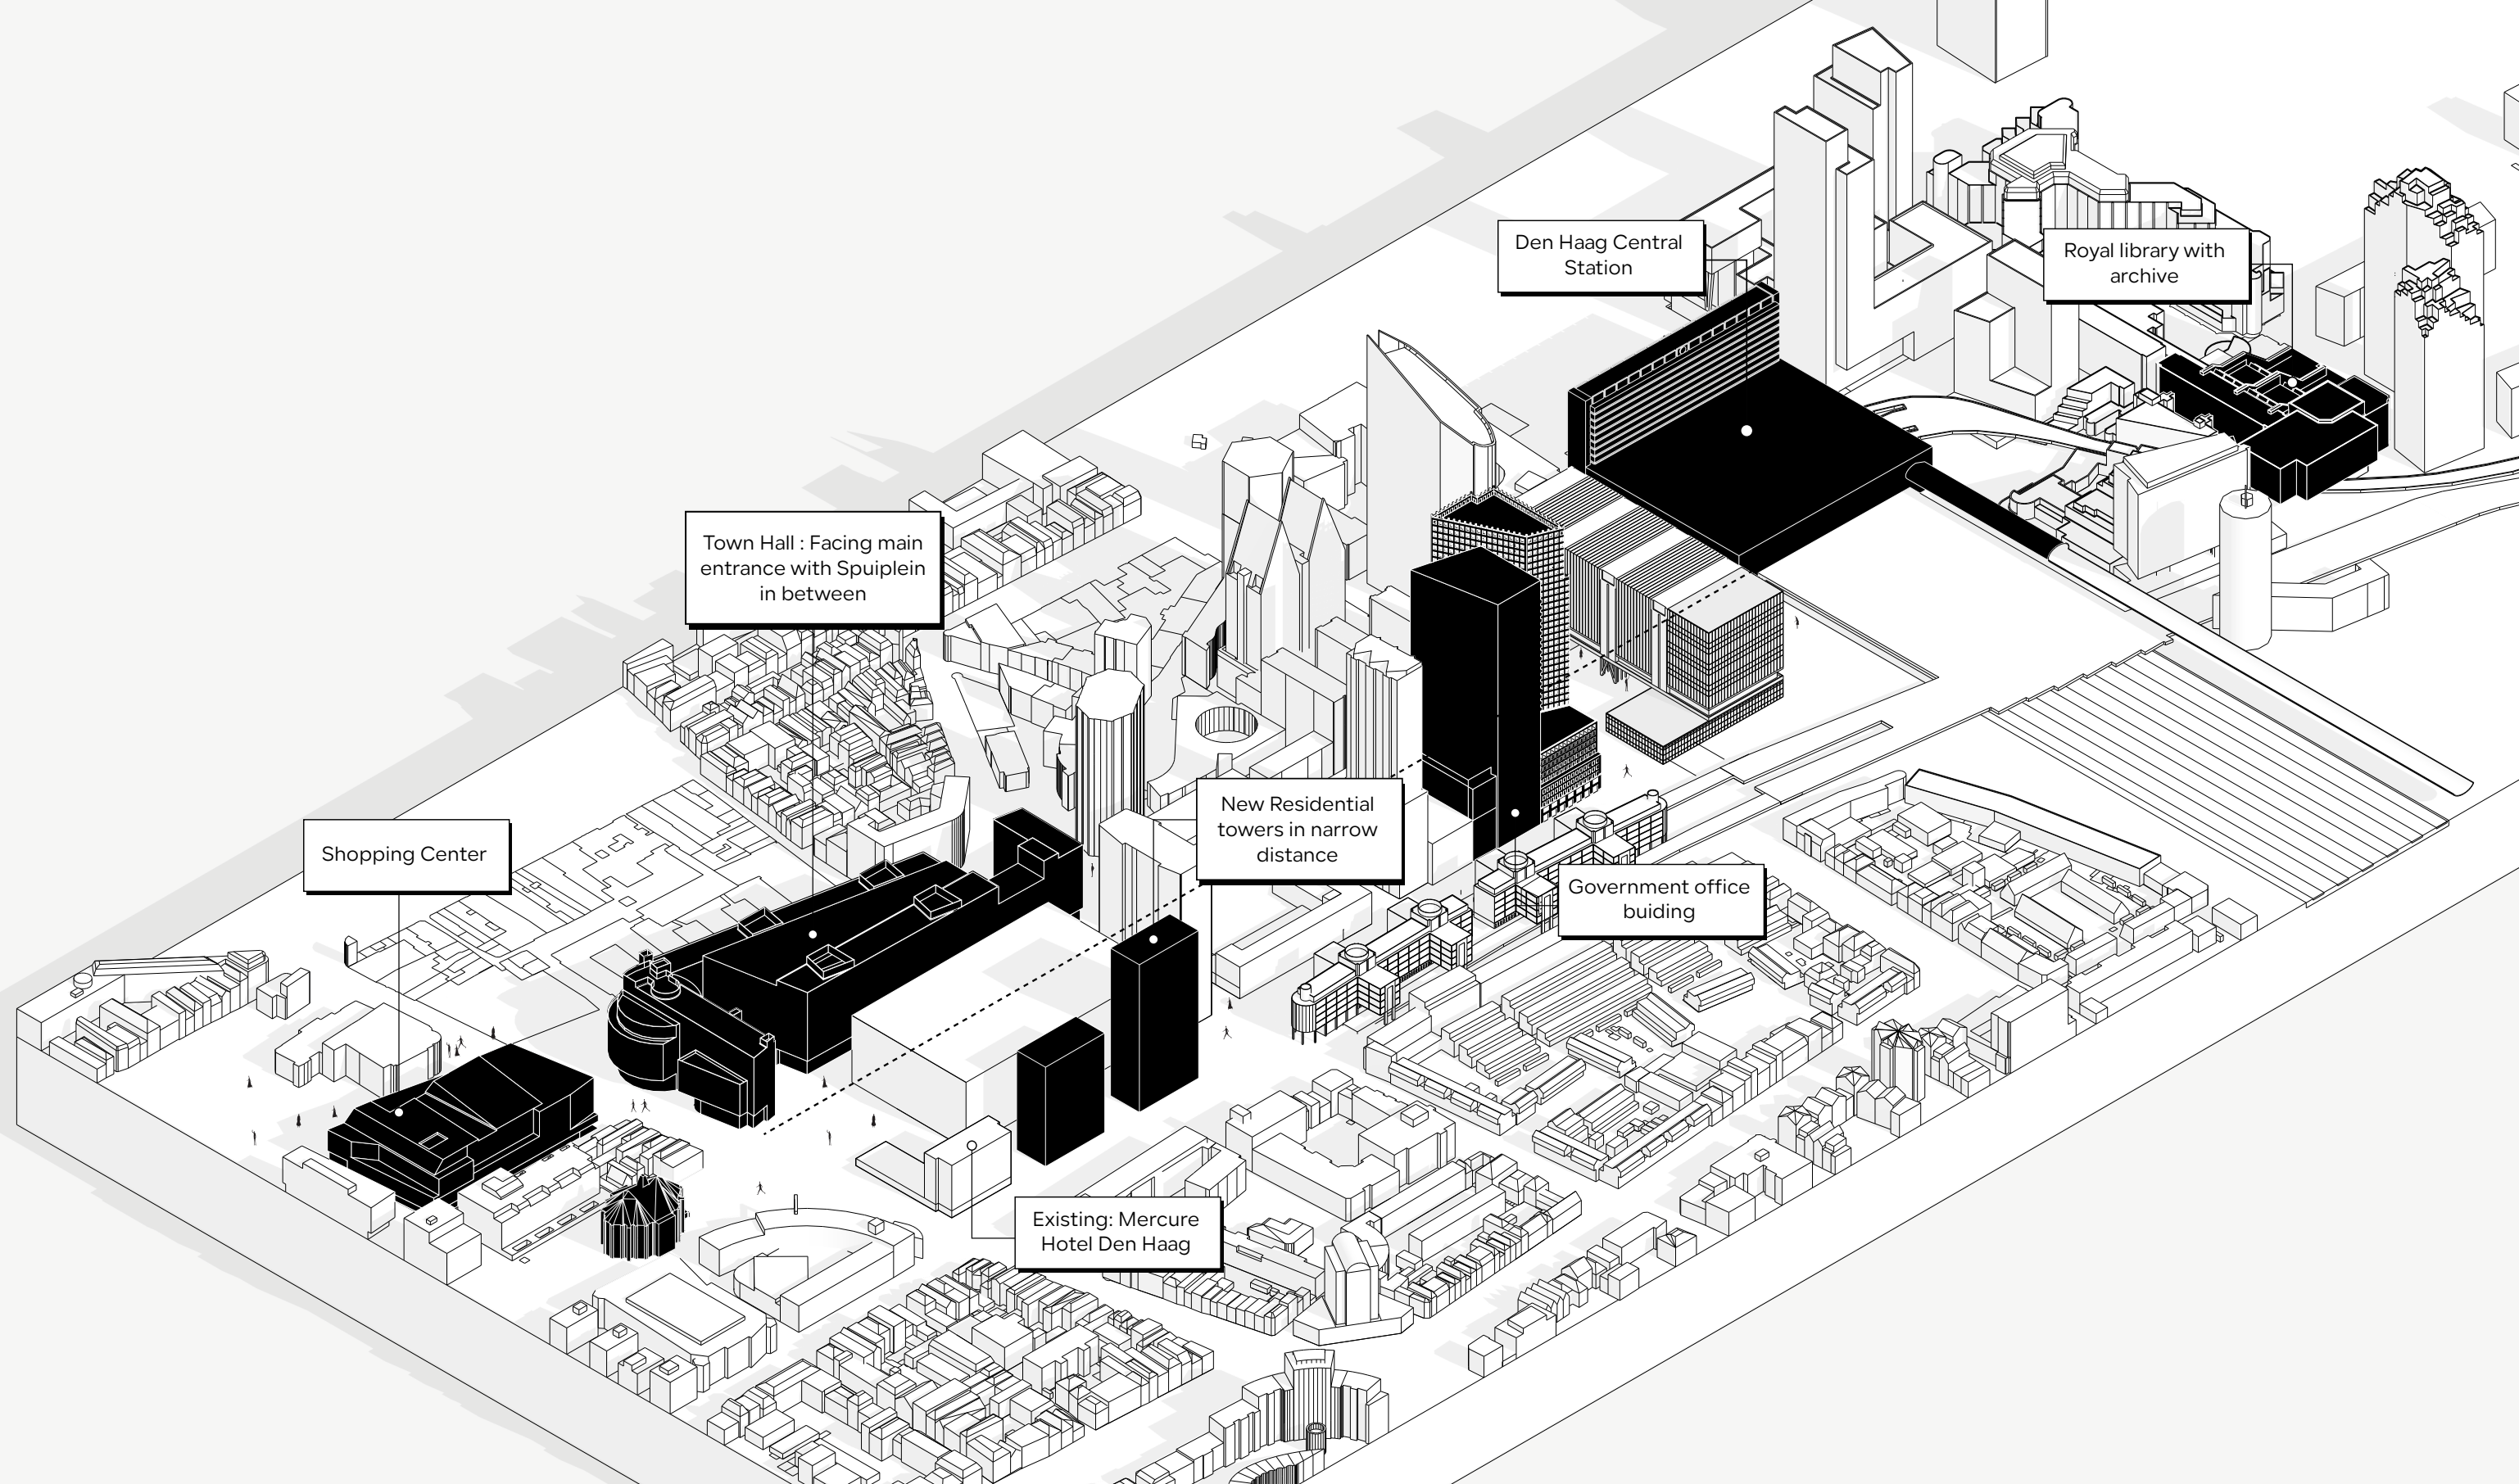 Den Haag Central
Station
Royal library with
archive
Town Hall : Facing main
entrance with Spuiplein
in between
New Residential
towers in narrow
distance
Shopping Center
Government office
buiding
Existing: Mercure
Hotel Den Haag